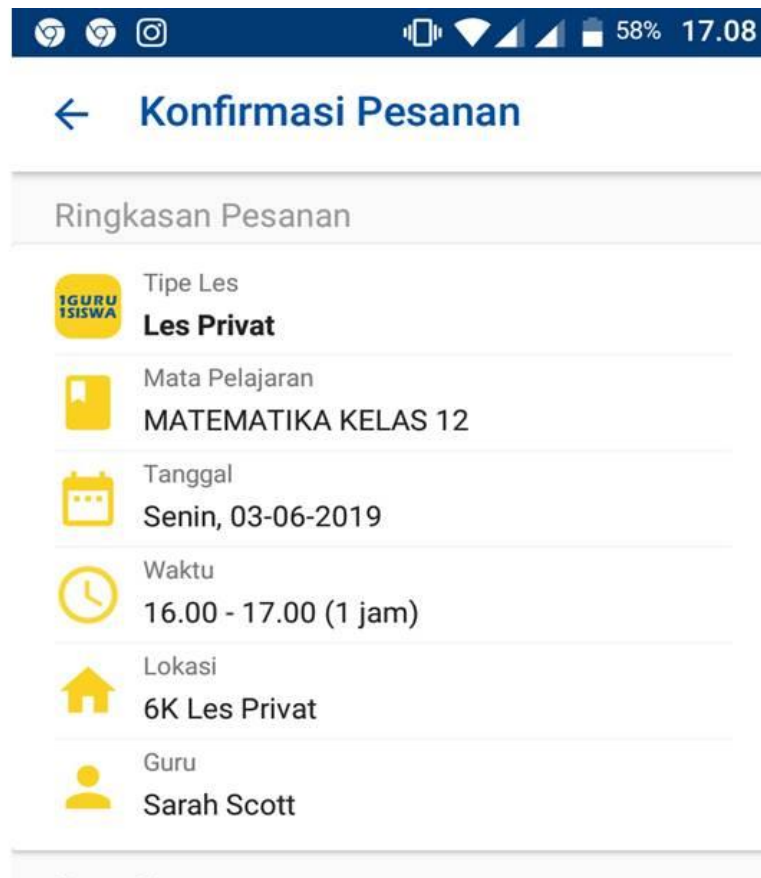 58% 17.08
Konfirmasi Pesanan
Ringkasan Pesanan
1GURU
1SISWA
Tipe Les
Les Privat
Mata Pelajaran
MATEMATIKA KELAS 12
Tanggal
Senin, 03-06-2019
Waktu
16.00 - 17.00 (1 jam)
Lokasi
6K Les Privat
Guru
Sarah Scott